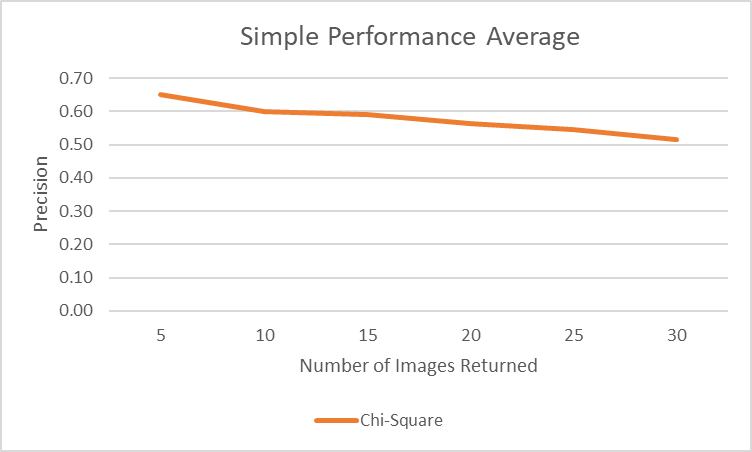 Simple Performance Average
0.70
0.60
0.50
0.40
0.30
0.20
0.10
0.00
Precision
5 10 15 20 25 30
Number of Images Returned
Chi-Square